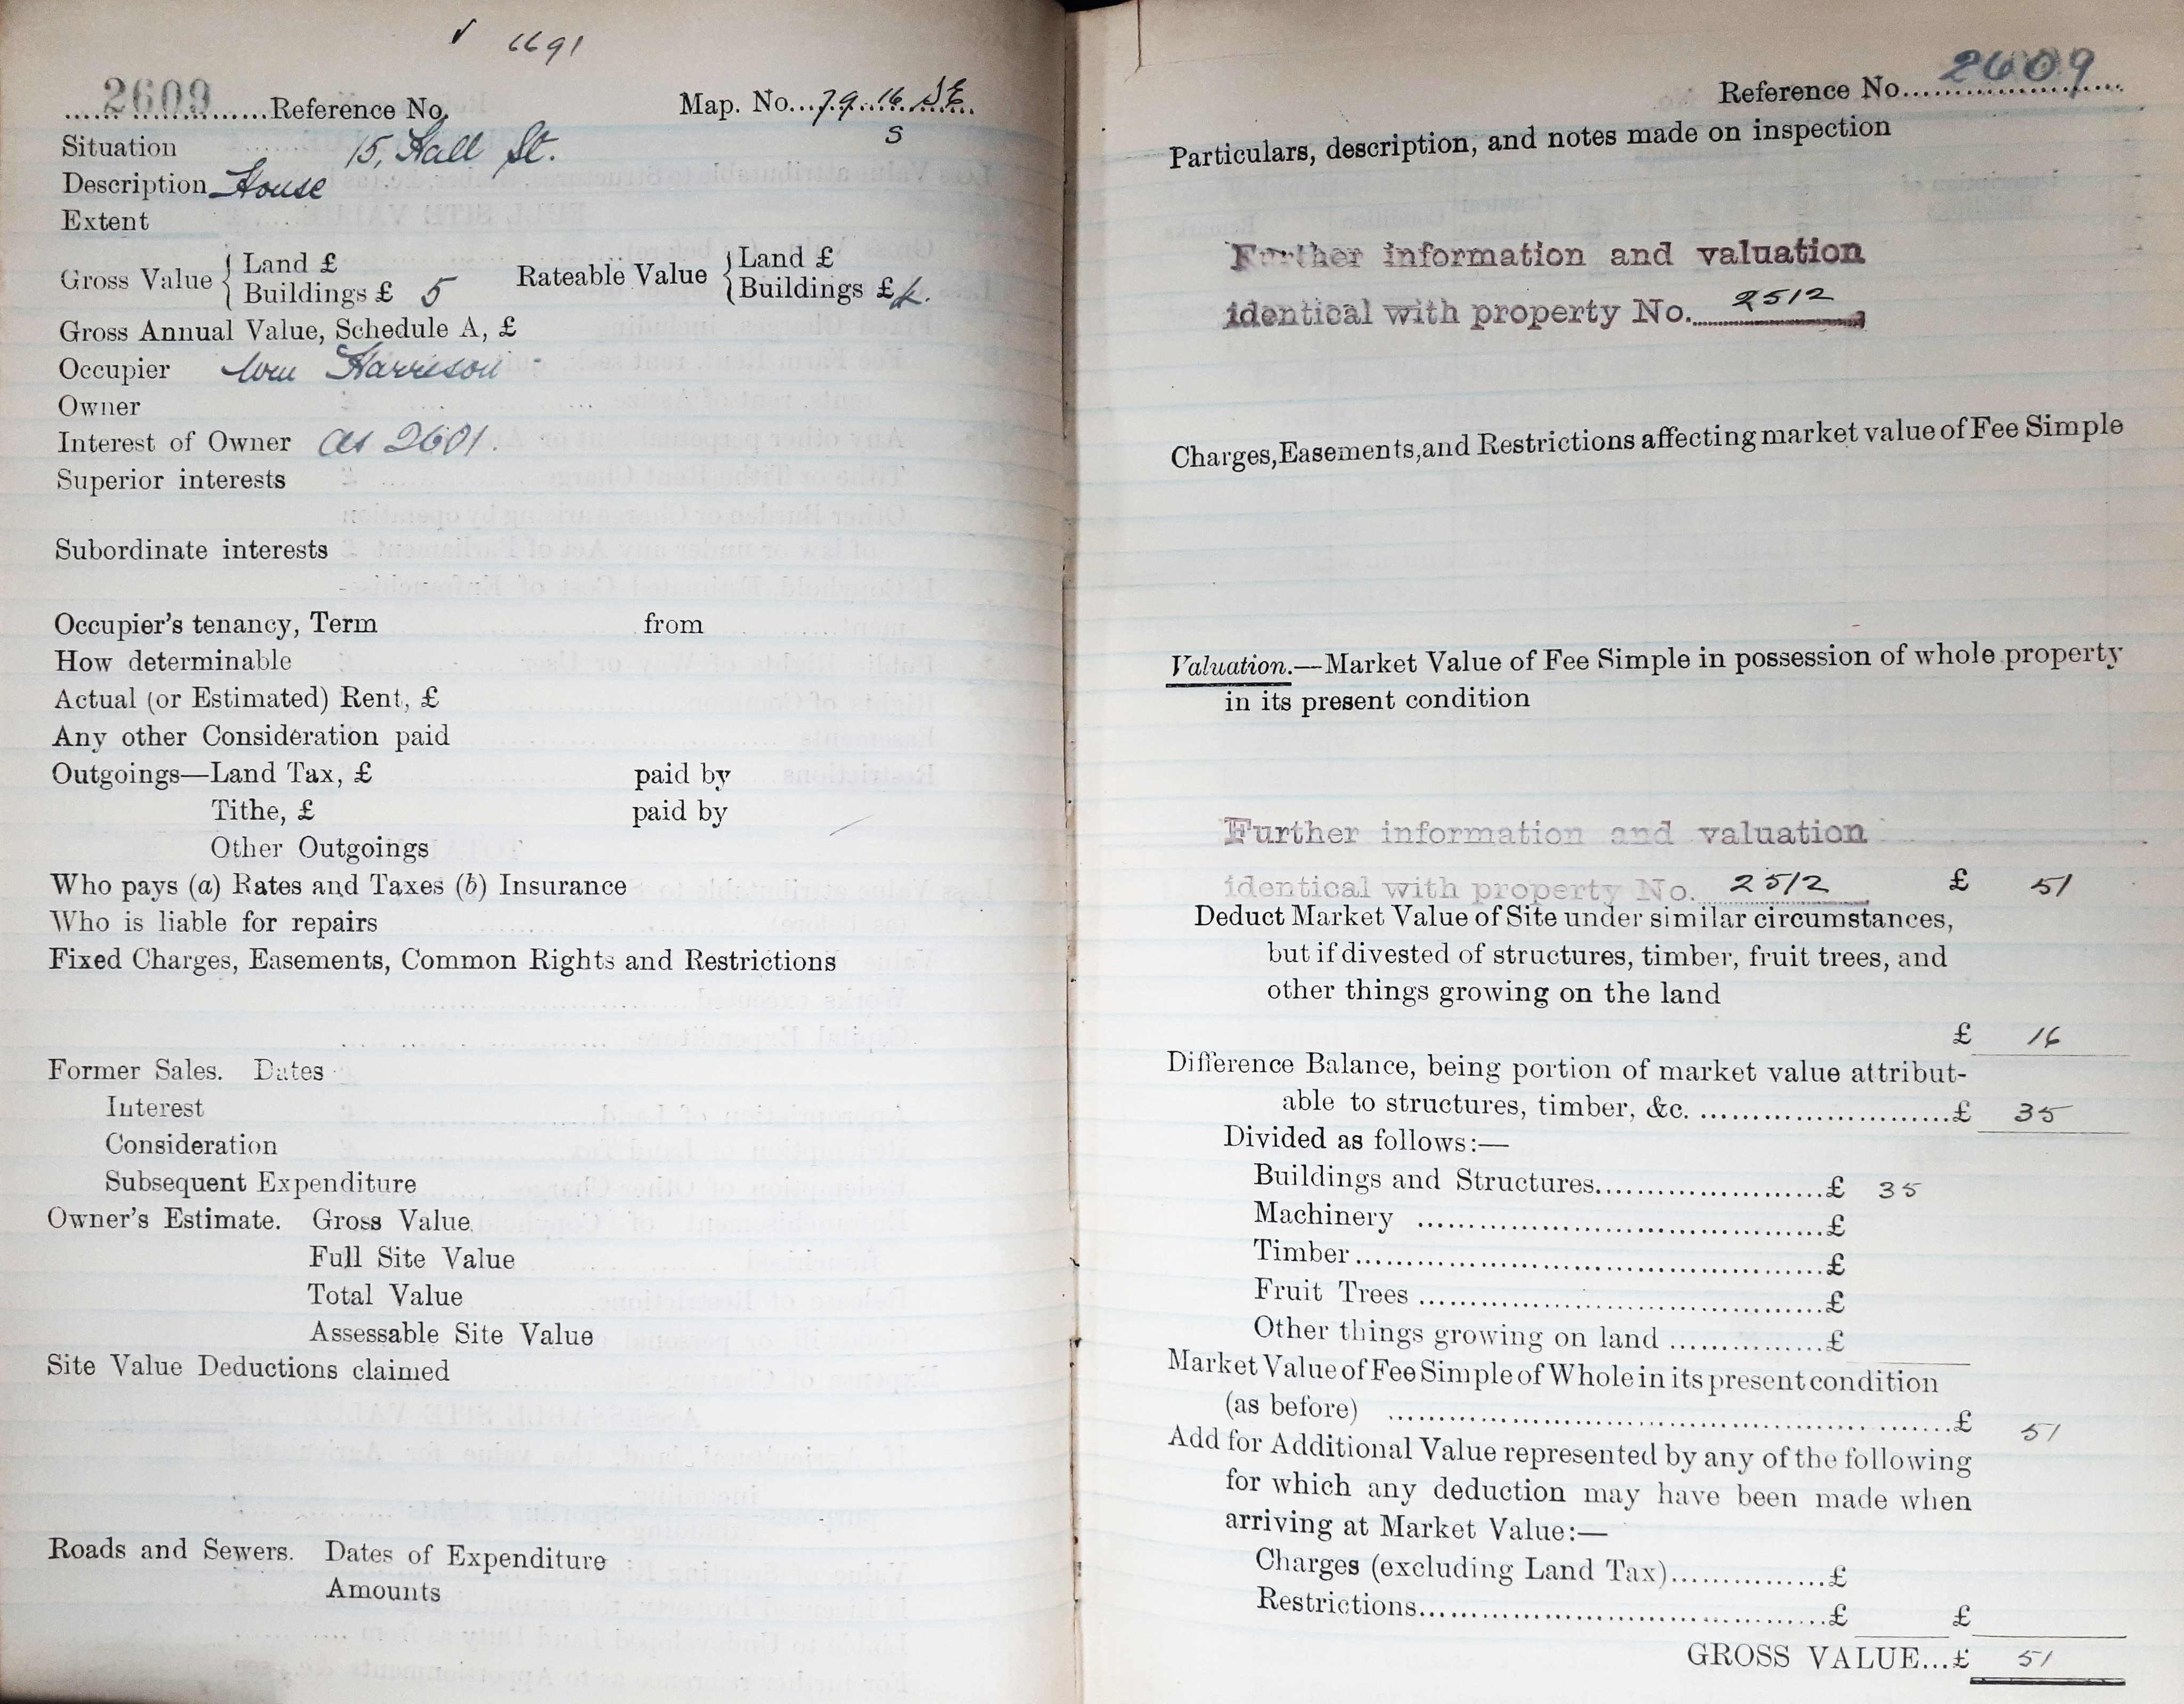 ✓ 6691
2609 Reference No. Map. No. 79.16 SE
S
Situation 15, Hall St.
Description House
Extent
Gross Value { Land £
Buildings £ 5 Rateable Value { Land £
Buildings £ 4.
Gross Annual Value, Schedule A, £
Occupier Wm Harrison
Owner
Interest of Owner as 2601.
Superior interests
Subordinate interests
Occupier's tenancy, Term from
How determinable
Actual (or Estimated) Rent, £
Any other Consideration paid
Outgoings—Land Tax, £ paid by
Tithe, £ paid by
Other Outgoings
Who pays (a) Rates and Taxes (b) Insurance
Who is liable for repairs
Fixed Charges, Easements, Common Rights and Restrictions
Former Sales. Dates
Interest
Consideration
Subsequent Expenditure
Owner's Estimate. Gross Value
Full Site Value
Total Value
Assessable Site Value
Site Value Deductions claimed
Roads and Sewers. Dates of Expenditure
Amounts
Reference No. 2609
Particulars, description, and notes made on inspection
Further information and valuation
identical with property No. 2512
Charges, Easements, and Restrictions affecting market value of Fee Simple
Valuation.—Market Value of Fee Simple in possession of whole property
in its present condition
Further information and valuation
identical with property No. 2512 £ 51
Deduct Market Value of Site under similar circumstances,
but if divested of structures, timber, fruit trees, and
other things growing on the land
£ 16
Difference Balance, being portion of market value attribut-
able to structures, timber, &c. ........ £ 35
Divided as follows:—
Buildings and Structures........ £ 35
Machinery ........ £
Timber........ £
Fruit Trees ........ £
Other things growing on land ........ £
Market Value of Fee Simple of Whole in its present condition
(as before) ........ £ 51
Add for Additional Value represented by any of the following
for which any deduction may have been made when
arriving at Market Value:—
Charges (excluding Land Tax)........ £
Restrictions........ £ £
GROSS VALUE... £ 51